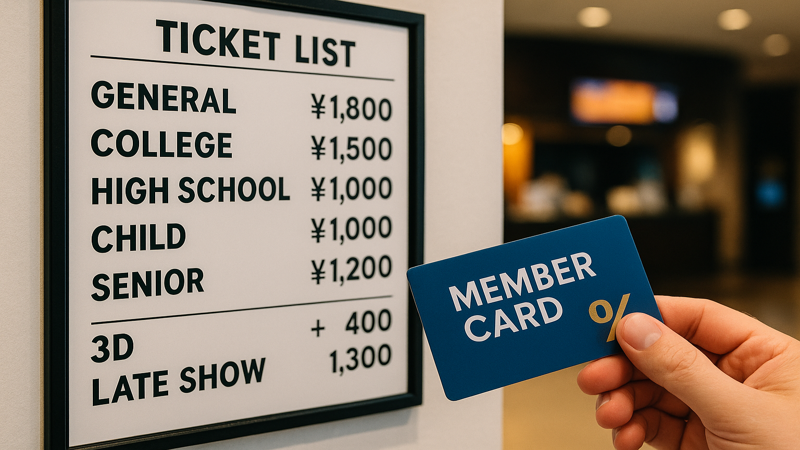 TICKET LIST
GENERAL ¥1,800
COLLEGE ¥1,500
HIGH SCHOOL ¥1,000
CHILD ¥1,000
SENIOR ¥1,200
3D + 400
LATE SHOW 1,300
MEMBER
CARD
%